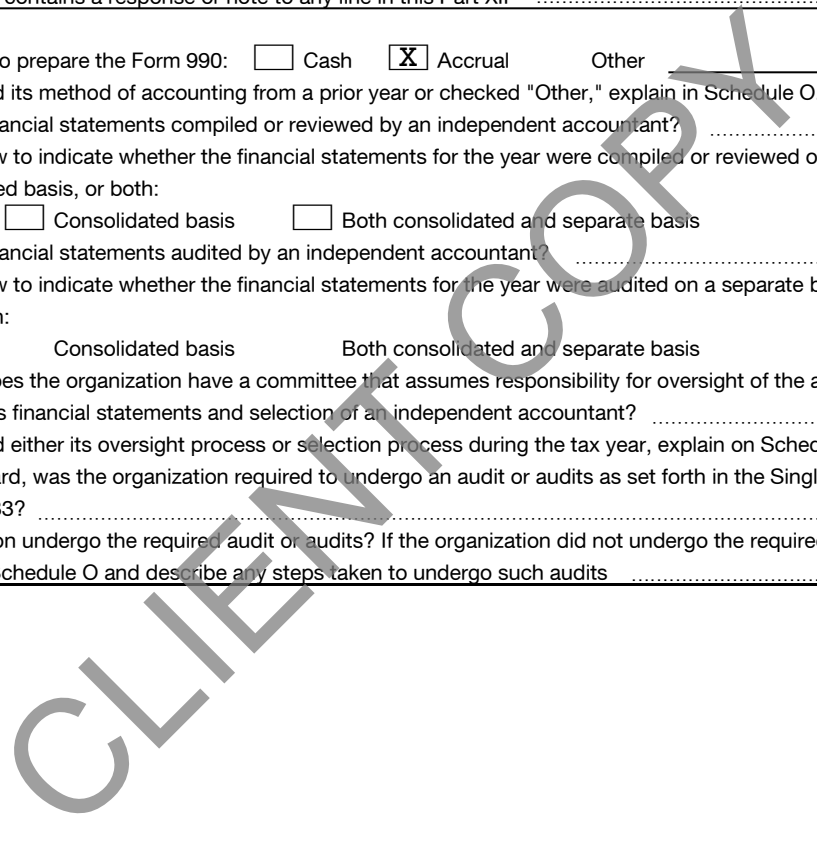 contains a response or note to any line in this Part XII
o prepare the Form 990: Cash X Accrual Other
d its method of accounting from a prior year or checked "Other," explain in Schedule O.
ancial statements compiled or reviewed by an independent accountant?
w to indicate whether the financial statements for the year were compiled or reviewed o
ed basis, or both:
Consolidated basis Both consolidated and separate basis
ancial statements audited by an independent accountant?
w to indicate whether the financial statements for the year were audited on a separate b
n:
Consolidated basis Both consolidated and separate basis
oes the organization have a committee that assumes responsibility for oversight of the a
s financial statements and selection of an independent accountant?
d either its oversight process or selection process during the tax year, explain on Sched
ard, was the organization required to undergo an audit or audits as set forth in the Singl
33?
on undergo the required audit or audits? If the organization did not undergo the require
Schedule O and describe any steps taken to undergo such audits
CLIENT COPY